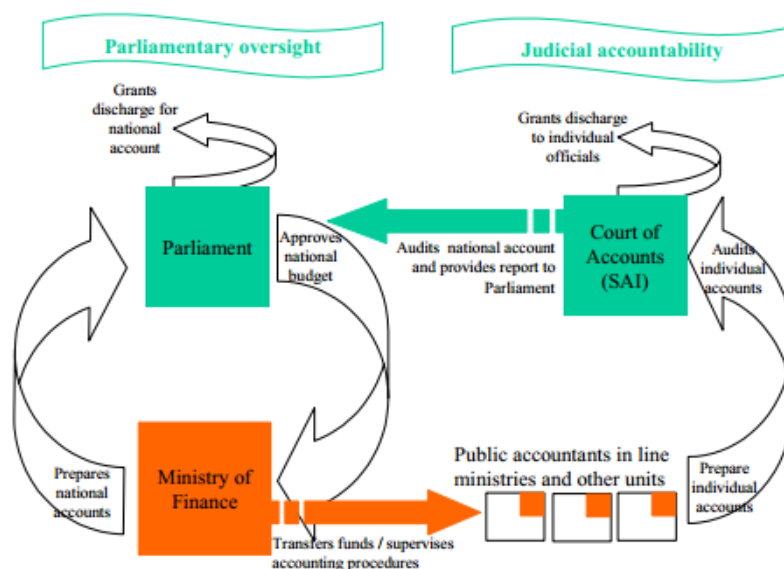 Parliamentary oversight
Judicial accountability
Grants
discharge for
national
account
Grants discharge
to individual
officials
Parliament
Approves
national
budget
Audits national account
and provides report to
Parliament
Court of
Accounts
(SAI)
Audits
individual
accounts
Prepares
national
accounts
Ministry of
Finance
Transfers funds / supervises
accounting procedures
Public accountants in line
ministries and other units
Prepare
individual
accounts